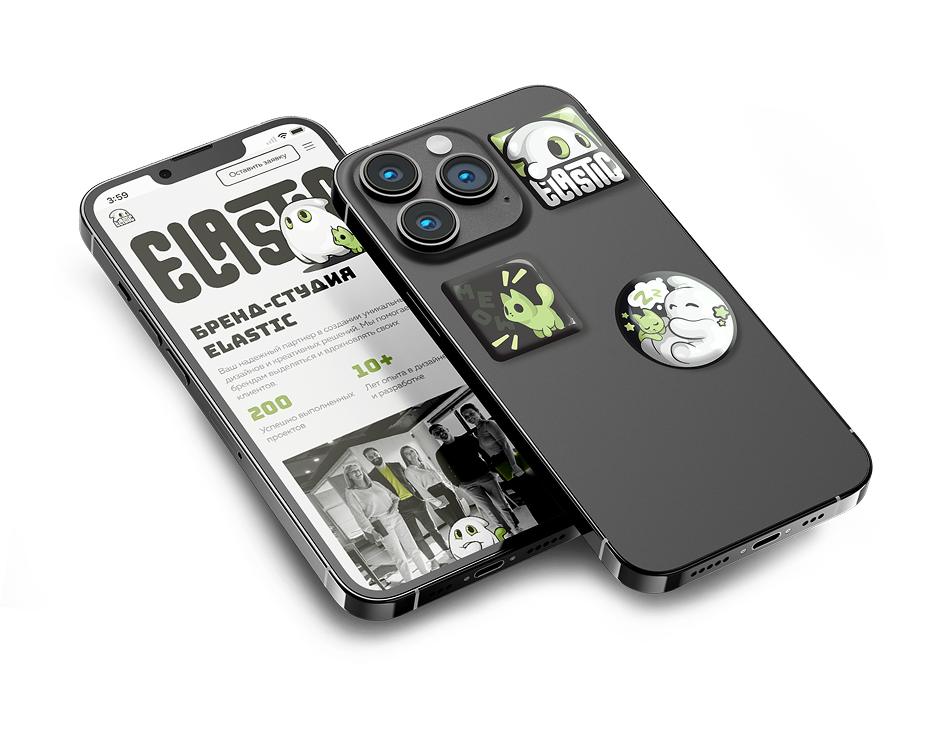 3:59
Оставить заявку
ELASTIC
ELASTIC
БРЕНД-СТУДИЯ
ELASTIC
Ваш надежный партнер в создании уникальных
дизайнов и креативных решений. Мы помогаем
брендам выделяться и вдохновлять своих
клиентов.
200
Успешно выполненных
проектов
10+
Лет опыта в дизайне
и разработке
ELASTIC
MEOW
Zz